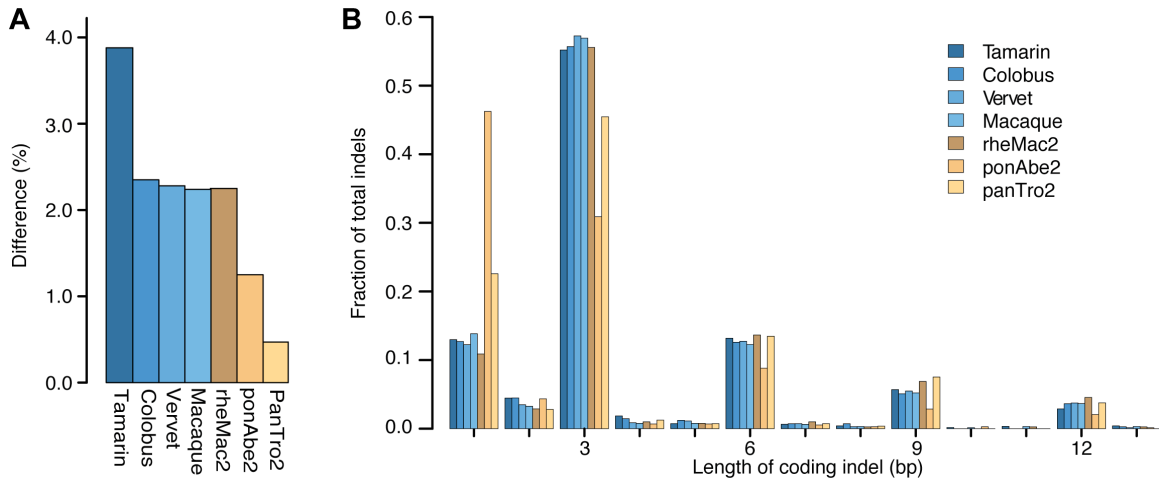 A
Difference (%)
4.0
3.0
2.0
1.0
0.0
Tamarin
Colobus
Vervet
Macaque
rheMac2
ponAbe2
PanTro2
B
Fraction of total indels
0.6
0.5
0.4
0.3
0.2
0.1
0.0
3
6
9
12
Length of coding indel (bp)
Tamarin
Colobus
Vervet
Macaque
rheMac2
ponAbe2
panTro2